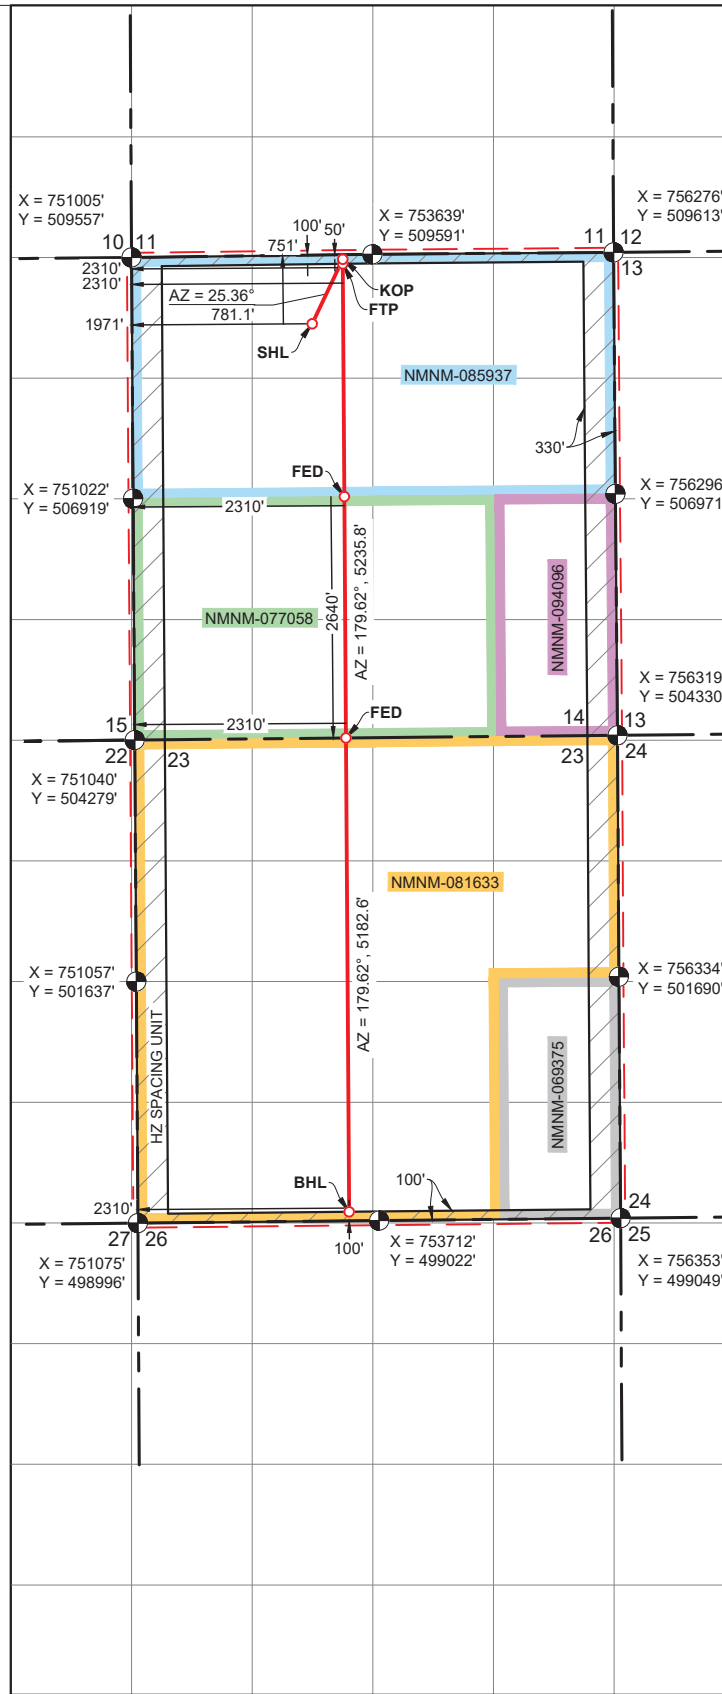 X = 751005'
Y = 509557'
X = 753639'
Y = 509591'
X = 756276'
Y = 509613'
100'
50'
751'
10
11
11
12
13
2310'
2310'
KOP
AZ = 25.36°
781.1'
FTP
1971'
SHL
NMNM-085937
330'
FED
X = 751022'
Y = 506919'
2310'
X = 756296
Y = 506971
AZ = 179.62°, 5235.8'
2640'
NMNM-077058
NMNM-094096
X = 756319
Y = 504330
2310'
FED
15
14
13
22
23
23
24
X = 751040'
Y = 504279'
NMNM-081633
AZ = 179.62°, 5182.6'
X = 751057'
Y = 501637'
X = 756334'
Y = 501690'
HZ SPACING UNIT
NMNM-069375
BHL
100'
2310'
24
27
26
100'
26
25
X = 753712'
Y = 499022'
X = 751075'
Y = 498996'
X = 756353'
Y = 499049'